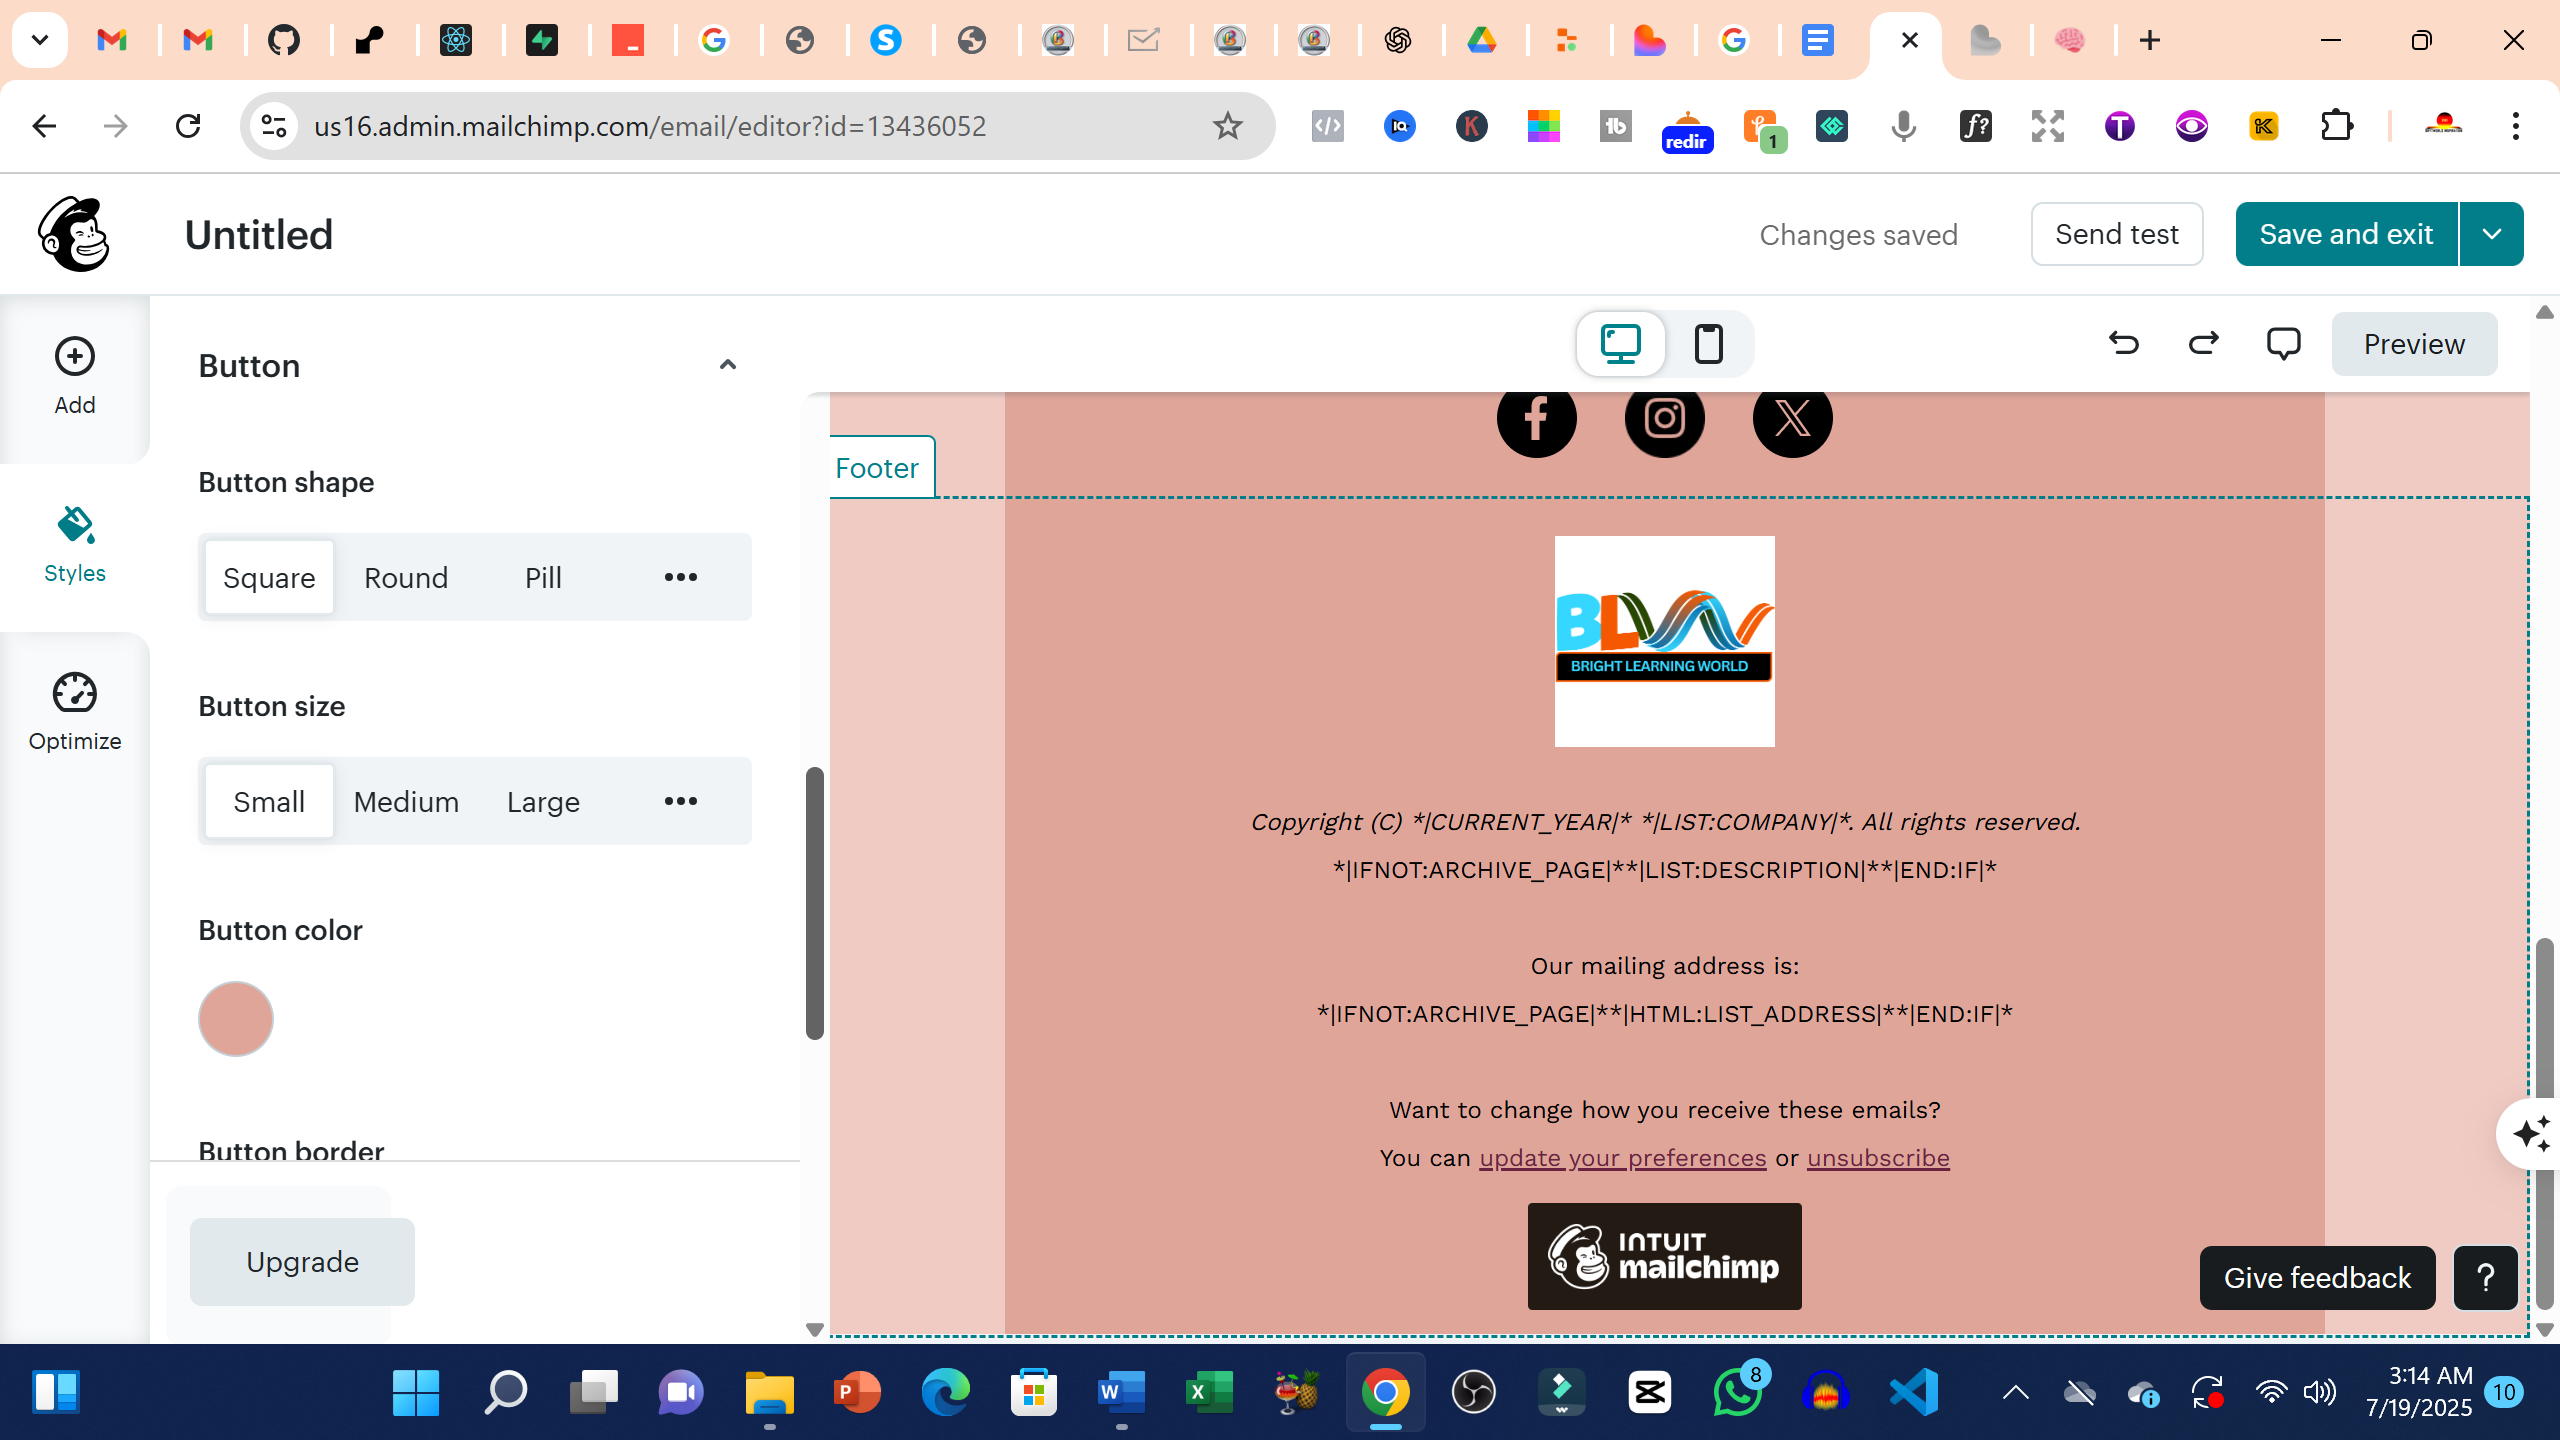 us16.admin.mailchimp.com/email/editor?id=13436052
redir
1
Untitled
Changes saved
Send test
Save and exit
Add
Styles
Optimize
Button
Preview
Button shape
Square
Round
Pill
Button size
Small
Medium
Large
Button color
Button border
Upgrade
Footer
BLW
BRIGHT LEARNING WORLD
Copyright (C) *|CURRENT_YEAR|* *|LIST:COMPANY|*. All rights reserved.
*|IFNOT:ARCHIVE_PAGE|**|LIST:DESCRIPTION|**|END:IF|*
Our mailing address is:
*|IFNOT:ARCHIVE_PAGE|**|HTML:LIST_ADDRESS|**|END:IF|*
Want to change how you receive these emails?
You can update your preferences or unsubscribe
INTUIT
mailchimp
Give feedback
?
8
3:14 AM
7/19/2025
10